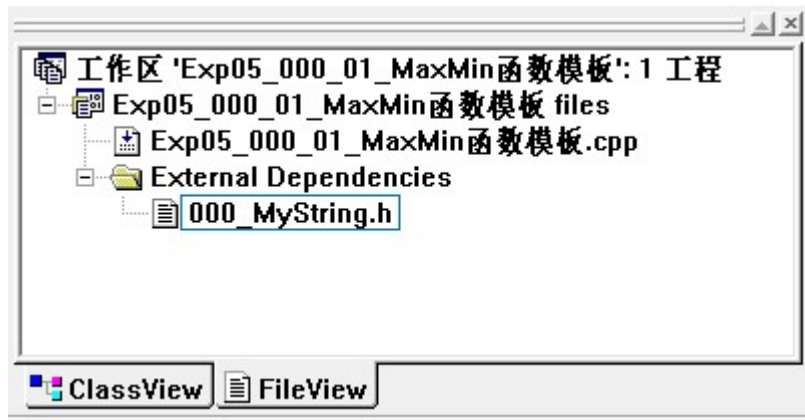 工作区 'Exp05_000_01_MaxMin函数模板': 1 工程
Exp05_000_01_MaxMin函数模板 files
Exp05_000_01_MaxMin函数模板.cpp
External Dependencies
000_MyString.h
ClassView FileView